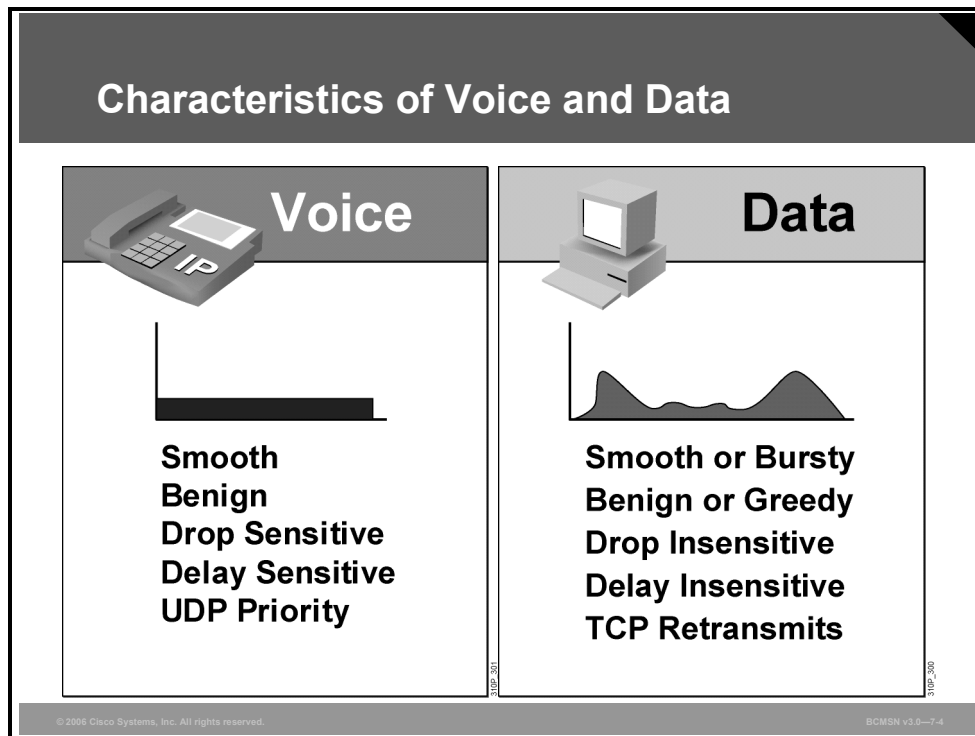 Characteristics of Voice and Data
Voice
IP
Smooth
Benign
Drop Sensitive
Delay Sensitive
UDP Priority
310P_301
Data
Smooth or Bursty
Benign or Greedy
Drop Insensitive
Delay Insensitive
TCP Retransmits
310P_300
© 2006 Cisco Systems, Inc. All rights reserved.
BCMSN v3.0—7-4